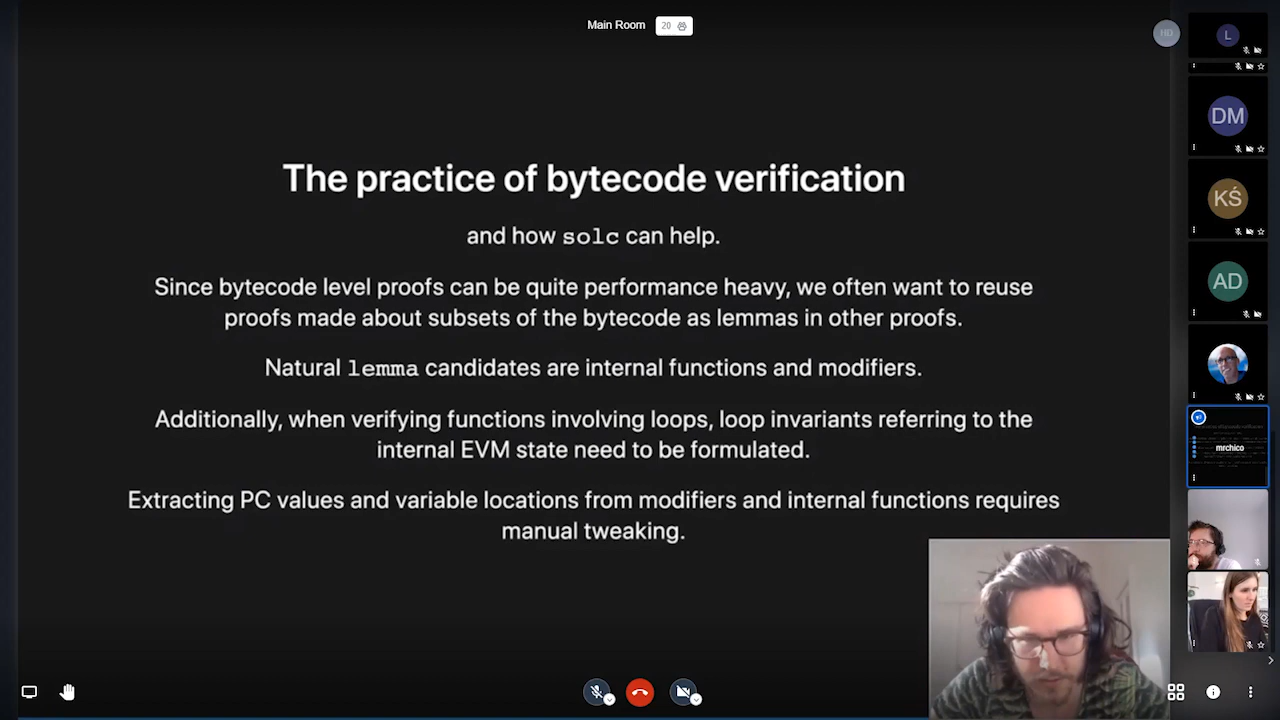 Main Room
20
HD
The practice of bytecode verification
and how solc can help.
Since bytecode level proofs can be quite performance heavy, we often want to reuse
proofs made about subsets of the bytecode as lemmas in other proofs.
Natural lemma candidates are internal functions and modifiers.
Additionally, when verifying functions involving loops, loop invariants referring to the
internal EVM state need to be formulated.
Extracting PC values and variable locations from modifiers and internal functions requires
manual tweaking.
L
DM
KŚ
AD
mrchico